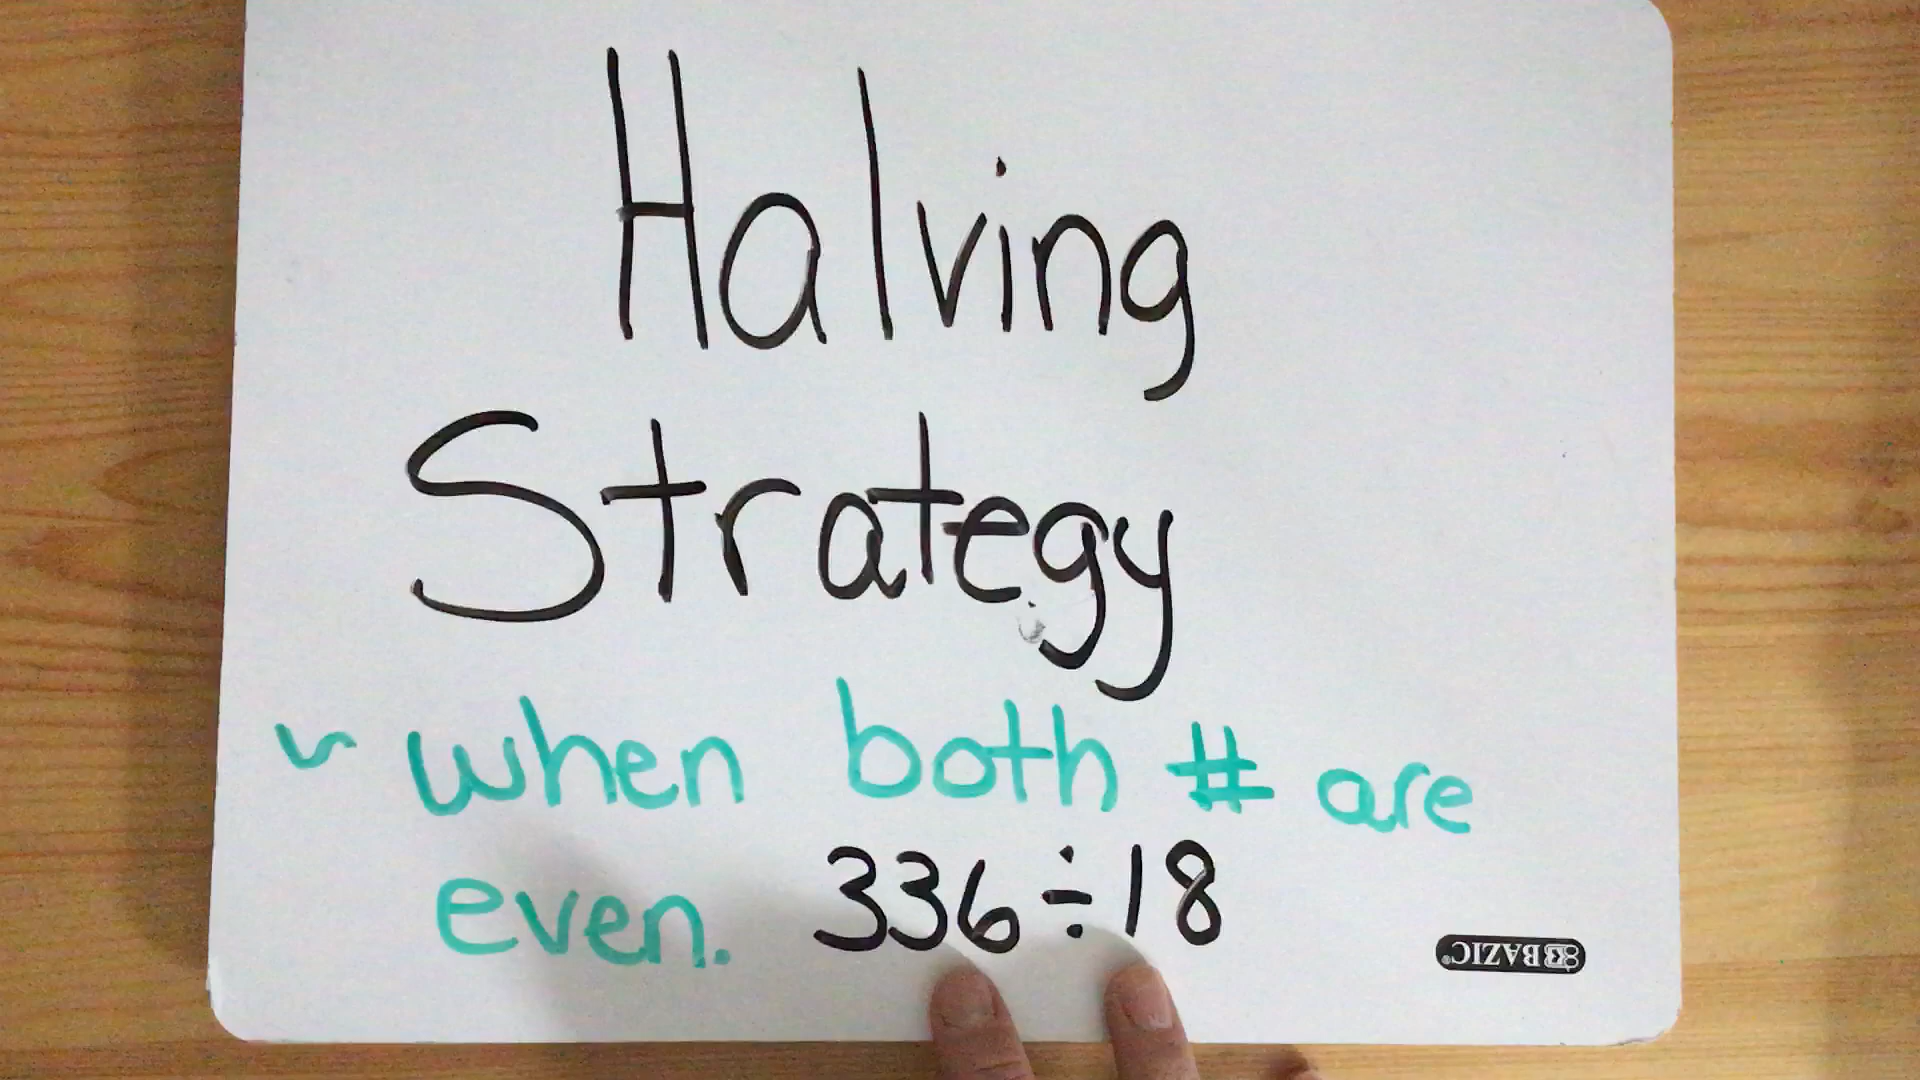 Halving
Strategy
~ when both # are
even. 336÷18
BAZIC